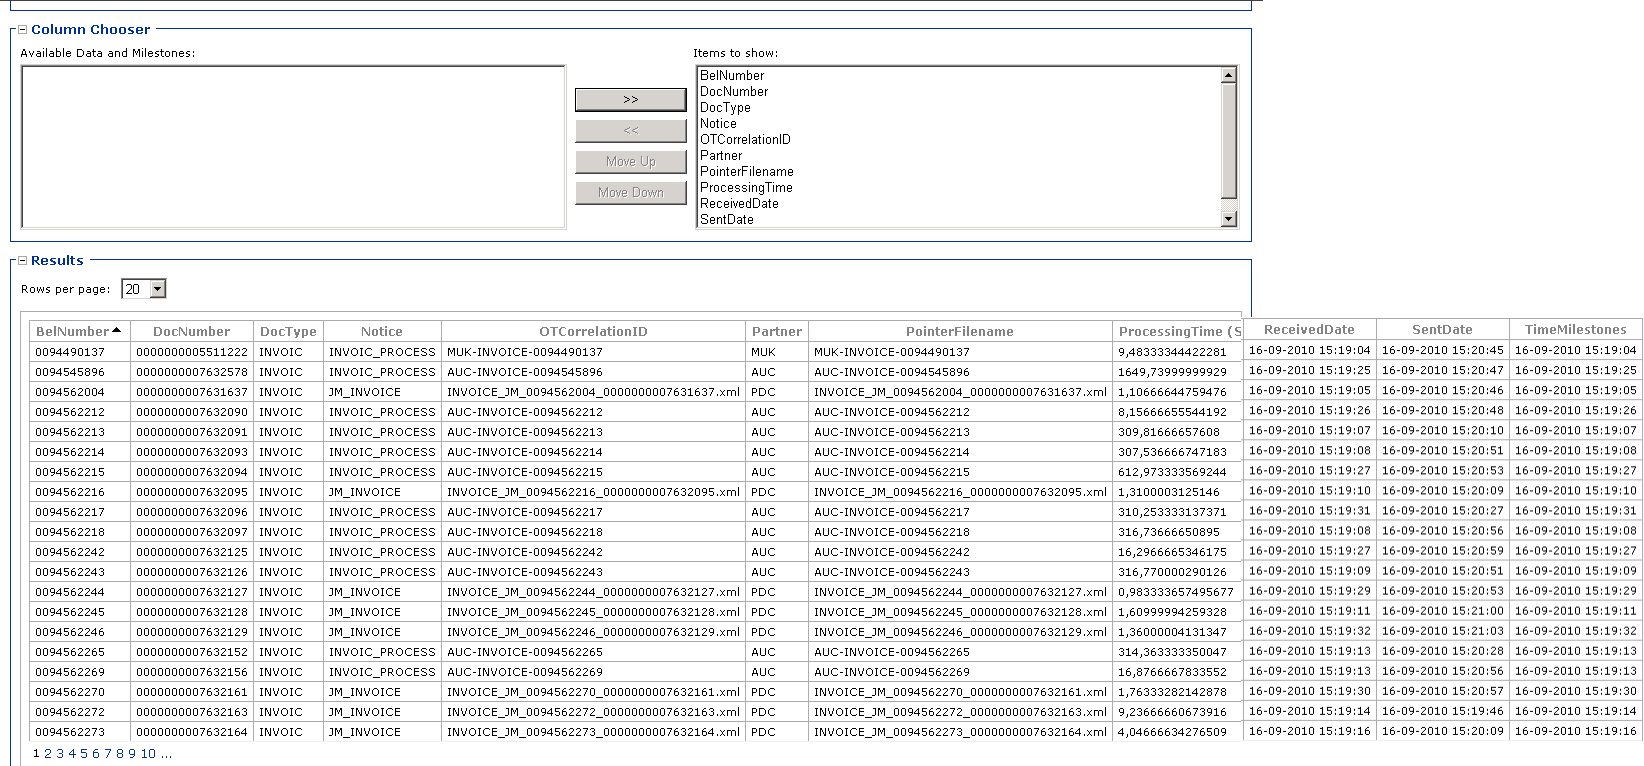 Column Chooser
Available Data and Milestones:
Items to show:
>>
<<
Move Up
Move Down
BelNumber
DocNumber
DocType
Notice
OTCorrelationID
Partner
PointerFilename
ProcessingTime
ReceivedDate
SentDate
Results
Rows per page: 20
BelNumber DocNumber DocType Notice OTCorrelationID Partner PointerFilename ProcessingTime (S ReceivedDate SentDate TimeMilestones
0094490137 0000000005511222 INVOIC INVOIC_PROCESS MUK-INVOICE-0094490137 MUK MUK-INVOICE-0094490137 9,48333344422281 16-09-2010 15:19:04 16-09-2010 15:20:45 16-09-2010 15:19:04
0094545896 0000000007632578 INVOIC INVOIC_PROCESS AUC-INVOICE-0094545896 AUC AUC-INVOICE-0094545896 1649,73999999929 16-09-2010 15:19:25 16-09-2010 15:20:47 16-09-2010 15:19:25
0094562004 0000000007631637 INVOIC JM_INVOICE INVOICE_JM_0094562004_0000000007631637.xml PDC INVOICE_JM_0094562004_0000000007631637.xml 1,10666644759476 16-09-2010 15:19:05 16-09-2010 15:20:46 16-09-2010 15:19:05
0094562212 0000000007632090 INVOIC INVOIC_PROCESS AUC-INVOICE-0094562212 AUC AUC-INVOICE-0094562212 8,15666655544192 16-09-2010 15:19:26 16-09-2010 15:20:48 16-09-2010 15:19:26
0094562213 0000000007632091 INVOIC INVOIC_PROCESS AUC-INVOICE-0094562213 AUC AUC-INVOICE-0094562213 309,81666657608 16-09-2010 15:19:07 16-09-2010 15:20:10 16-09-2010 15:19:07
0094562214 0000000007632093 INVOIC INVOIC_PROCESS AUC-INVOICE-0094562214 AUC AUC-INVOICE-0094562214 307,536666747183 16-09-2010 15:19:08 16-09-2010 15:20:51 16-09-2010 15:19:08
0094562215 0000000007632094 INVOIC INVOIC_PROCESS AUC-INVOICE-0094562215 AUC AUC-INVOICE-0094562215 612,973333569244 16-09-2010 15:19:27 16-09-2010 15:20:53 16-09-2010 15:19:27
0094562216 0000000007632095 INVOIC JM_INVOICE INVOICE_JM_0094562216_0000000007632095.xml PDC INVOICE_JM_0094562216_0000000007632095.xml 1,3100003125146 16-09-2010 15:19:10 16-09-2010 15:20:09 16-09-2010 15:19:10
0094562217 0000000007632096 INVOIC INVOIC_PROCESS AUC-INVOICE-0094562217 AUC AUC-INVOICE-0094562217 310,253333137371 16-09-2010 15:19:31 16-09-2010 15:20:27 16-09-2010 15:19:31
0094562218 0000000007632097 INVOIC INVOIC_PROCESS AUC-INVOICE-0094562218 AUC AUC-INVOICE-0094562218 316,73666650895 16-09-2010 15:19:08 16-09-2010 15:20:56 16-09-2010 15:19:08
0094562242 0000000007632125 INVOIC INVOIC_PROCESS AUC-INVOICE-0094562242 AUC AUC-INVOICE-0094562242 16,2966665346175 16-09-2010 15:19:27 16-09-2010 15:20:59 16-09-2010 15:19:27
0094562243 0000000007632126 INVOIC INVOIC_PROCESS AUC-INVOICE-0094562243 AUC AUC-INVOICE-0094562243 316,770000290126 16-09-2010 15:19:09 16-09-2010 15:20:51 16-09-2010 15:19:09
0094562244 0000000007632127 INVOIC JM_INVOICE INVOICE_JM_0094562244_0000000007632127.xml PDC INVOICE_JM_0094562244_0000000007632127.xml 0,983333657495677 16-09-2010 15:19:29 16-09-2010 15:20:53 16-09-2010 15:19:29
0094562245 0000000007632128 INVOIC JM_INVOICE INVOICE_JM_0094562245_0000000007632128.xml PDC INVOICE_JM_0094562245_0000000007632128.xml 1,60999994259328 16-09-2010 15:19:11 16-09-2010 15:21:00 16-09-2010 15:19:11
0094562246 0000000007632129 INVOIC JM_INVOICE INVOICE_JM_0094562246_0000000007632129.xml PDC INVOICE_JM_0094562246_0000000007632129.xml 1,36000004131347 16-09-2010 15:19:32 16-09-2010 15:21:03 16-09-2010 15:19:32
0094562265 0000000007632152 INVOIC INVOIC_PROCESS AUC-INVOICE-0094562265 AUC AUC-INVOICE-0094562265 314,363333350047 16-09-2010 15:19:13 16-09-2010 15:20:28 16-09-2010 15:19:13
0094562269 0000000007632156 INVOIC INVOIC_PROCESS AUC-INVOICE-0094562269 AUC AUC-INVOICE-0094562269 16,8766667833552 16-09-2010 15:19:13 16-09-2010 15:20:56 16-09-2010 15:19:13
0094562270 0000000007632161 INVOIC JM_INVOICE INVOICE_JM_0094562270_0000000007632161.xml PDC INVOICE_JM_0094562270_0000000007632161.xml 1,76333282142878 16-09-2010 15:19:30 16-09-2010 15:20:57 16-09-2010 15:19:30
0094562272 0000000007632163 INVOIC JM_INVOICE INVOICE_JM_0094562272_0000000007632163.xml PDC INVOICE_JM_0094562272_0000000007632163.xml 9,23666660673916 16-09-2010 15:19:14 16-09-2010 15:19:46 16-09-2010 15:19:14
0094562273 0000000007632164 INVOIC JM_INVOICE INVOICE_JM_0094562273_0000000007632164.xml PDC INVOICE_JM_0094562273_0000000007632164.xml 4,04666634276509 16-09-2010 15:19:16 16-09-2010 15:20:09 16-09-2010 15:19:16
1 2 3 4 5 6 7 8 9 10 ...